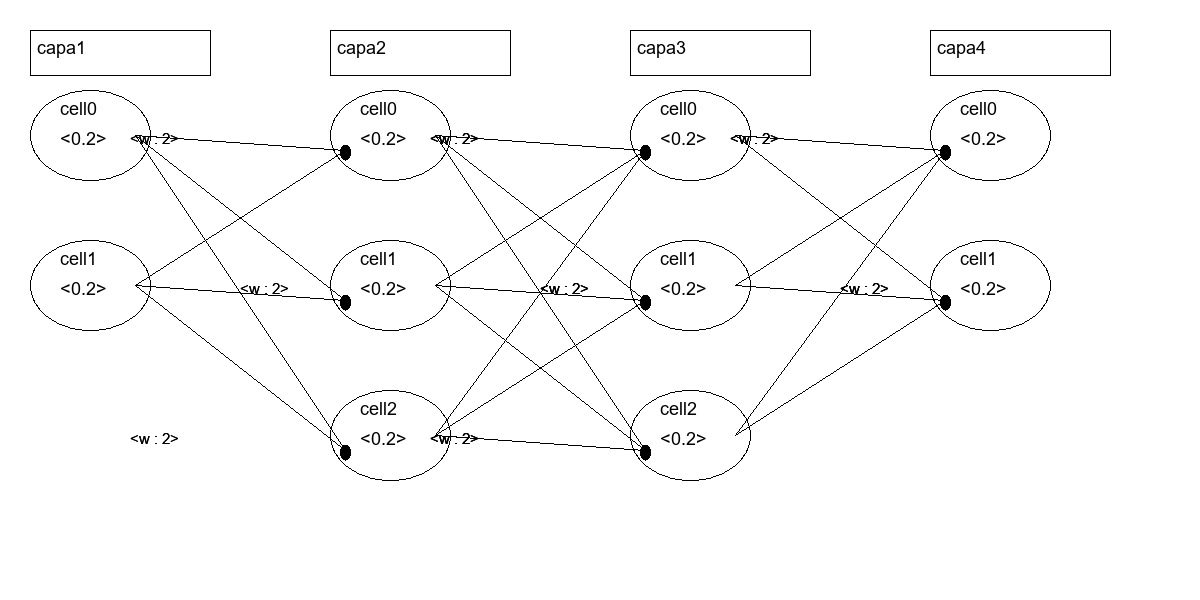 capa1 capa2 capa3 capa4
cell0 cell0 cell0 cell0
<0.2> <w : 2> <0.2> <w : 2> <0.2> <w : 2> <0.2>
cell1 cell1 cell1 cell1
<0.2> <w : 2> <0.2> <w : 2> <0.2> <w : 2> <0.2>
cell2 cell2
<w : 2> <0.2> <w : 2> <0.2>